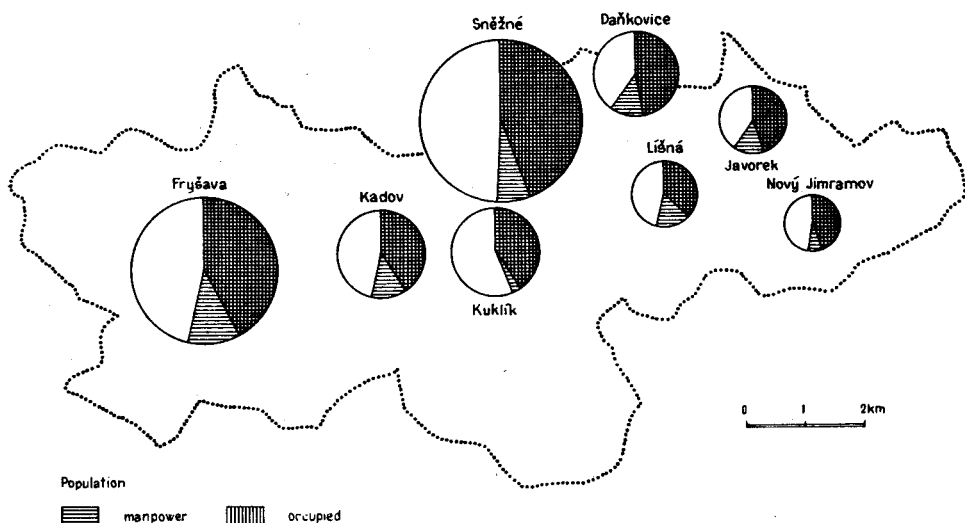 Sněžné
Daňkovice
Javorek
Líšná
Nový Jimramov
Fryšava
Kadov
Kuklík
0 1 2km
Population
manpower occupied